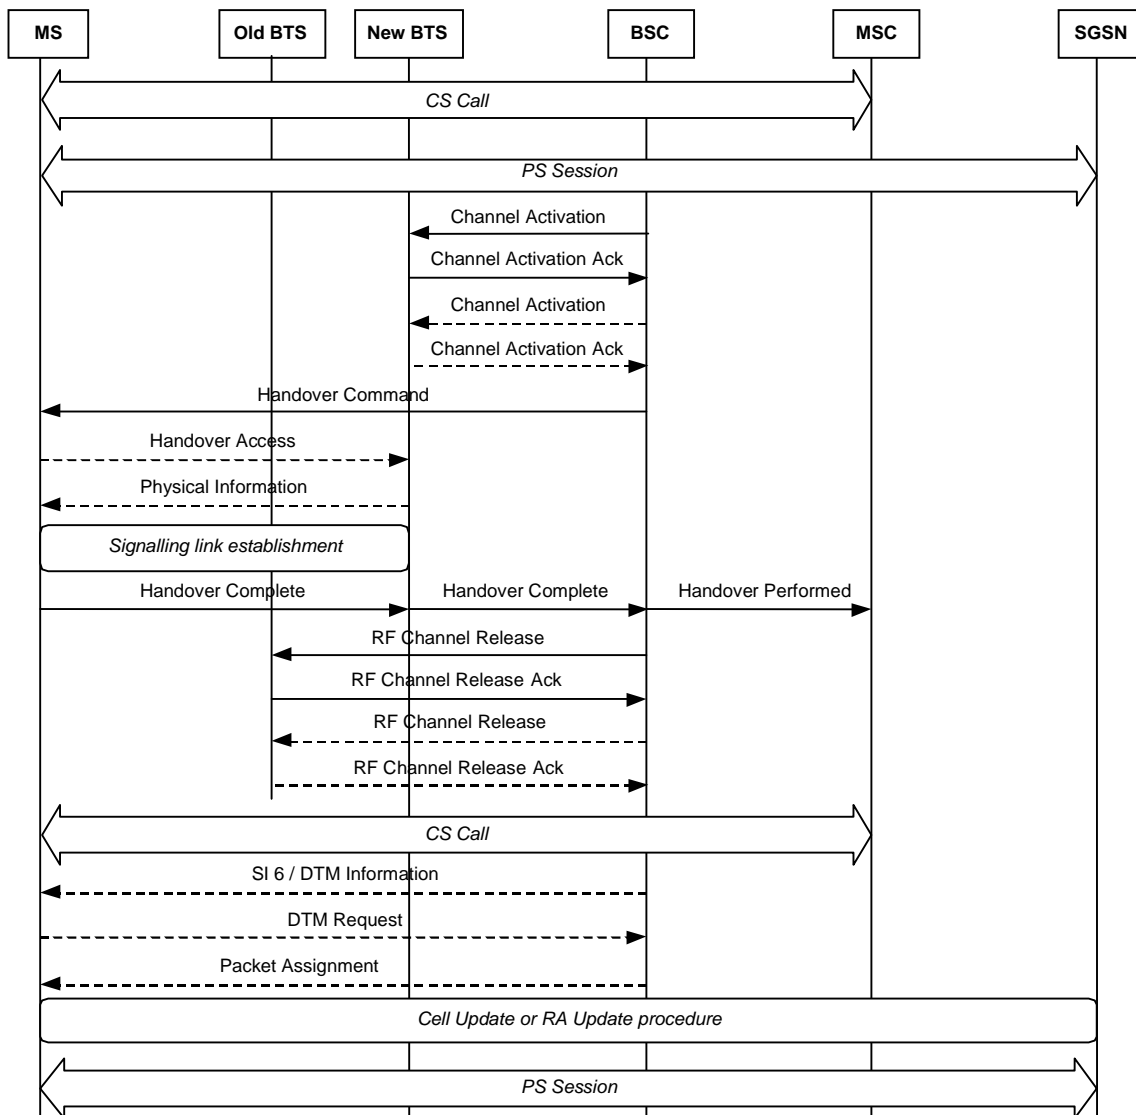 MS
Old BTS
New BTS
BSC
MSC
SGSN
CS Call
PS Session
Channel Activation
Channel Activation Ack
Channel Activation
Channel Activation Ack
Handover Command
Handover Access
Physical Information
Signalling link establishment
Handover Complete
Handover Complete
Handover Performed
RF Channel Release
RF Channel Release Ack
RF Channel Release
RF Channel Release Ack
CS Call
SI 6 / DTM Information
DTM Request
Packet Assignment
Cell Update or RA Update procedure
PS Session